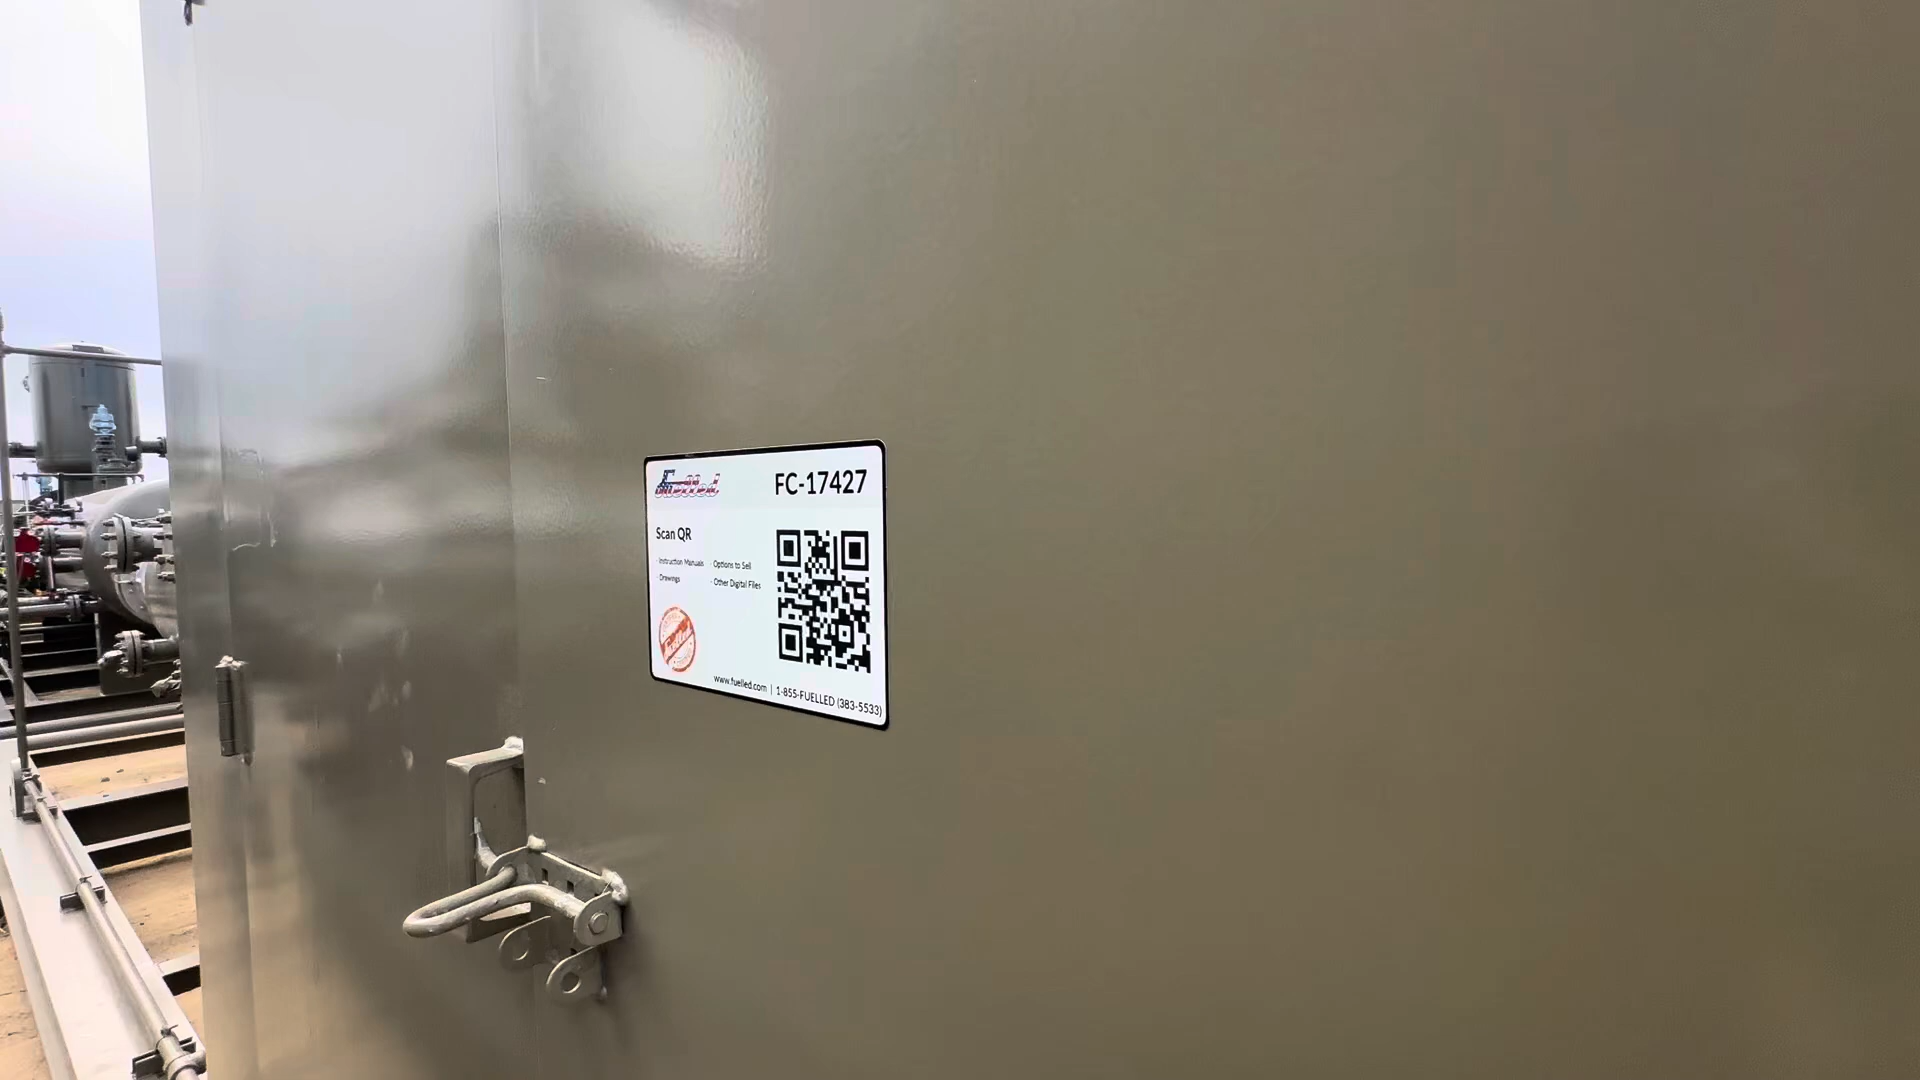 Fuelled
FC-17427
Scan QR
· Instruction Manuals
· Options to Sell
· Drawings
· Other Digital Files
Fuelled
www.fuelled.com | 1-855-FUELLED (383-5533)